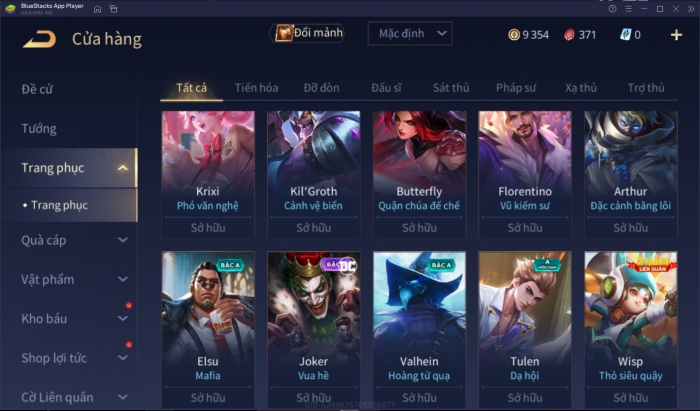 BlueStacks App Player
Cửa hàng
Đổi mảnh
Mặc định
9 354
371
0
Đề cử
Tướng
Trang phục
• Trang phục
Quà cáp
Vật phẩm
Kho báu
Shop lợi tức
Cờ Liên quân
Tất cả
Tiến hóa
Đỡ đòn
Đấu sĩ
Sát thủ
Pháp sư
Xạ thủ
Trợ thủ
Krixi
Phó văn nghệ
Sở hữu
Kil'Groth
Cảnh vệ biển
Sở hữu
Butterfly
Quận chúa đế chế
Sở hữu
Florentino
Vũ kiếm sư
Sở hữu
Arthur
Đặc cảnh băng lôi
Sở hữu
BẬC A
Elsu
Mafia
Sở hữu
DC
Joker
Vua hề
Sở hữu
BẬC A
Valhein
Hoàng tử quạ
Sở hữu
A
Tulen
Dạ hội
Sở hữu
LIÊN QUÂN
Wisp
Thỏ siêu quậy
Sở hữu